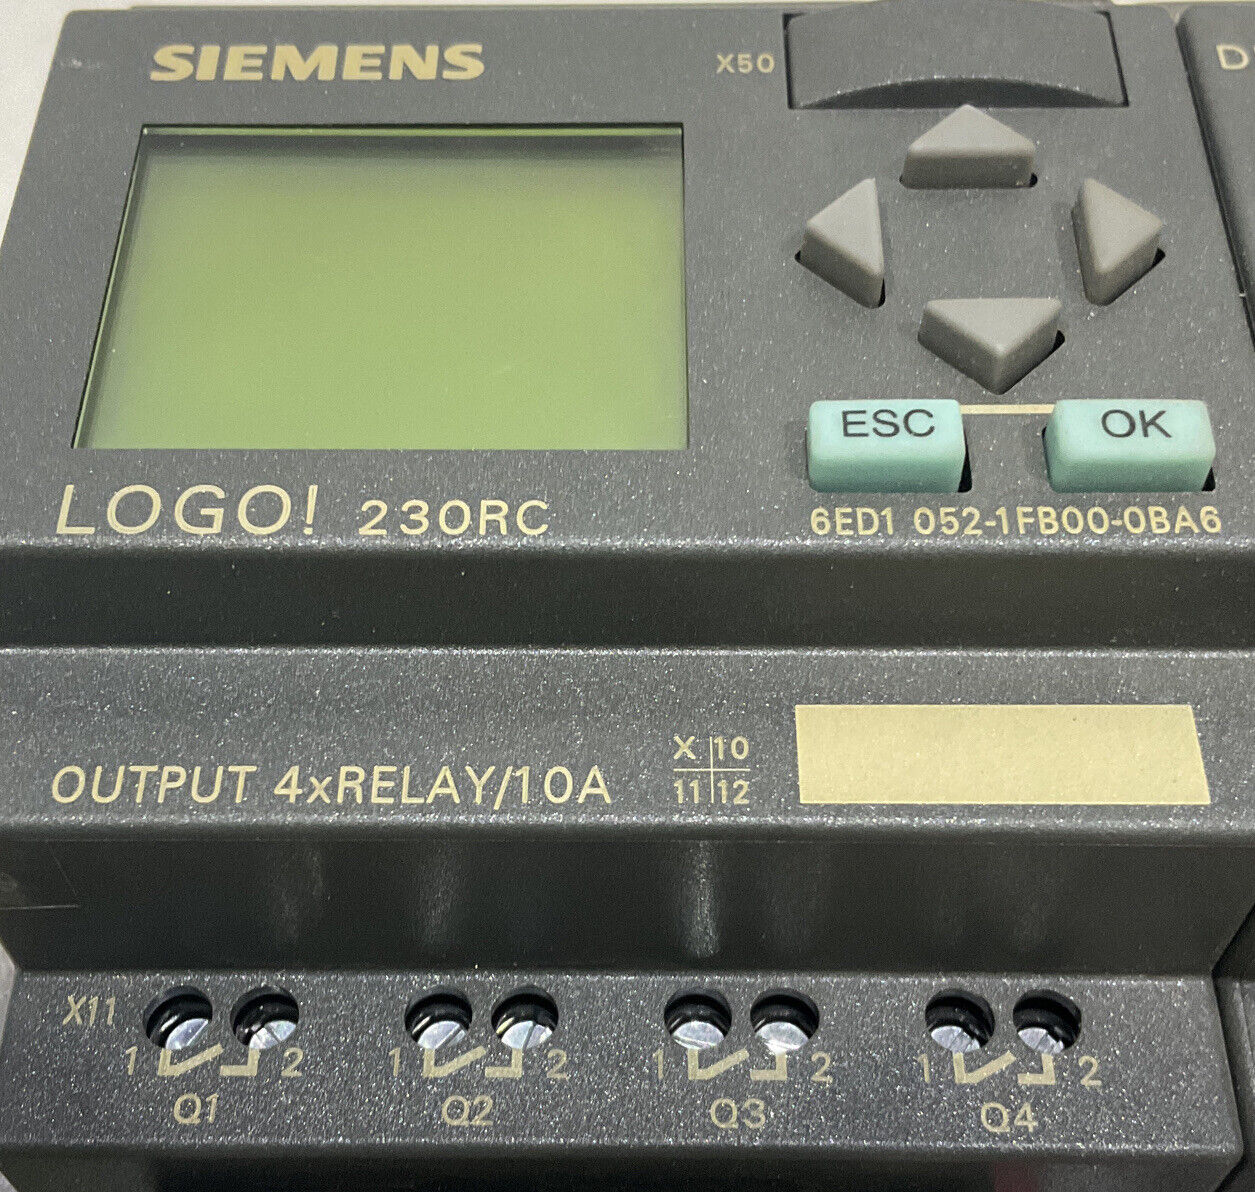 SIEMENS
X50
D
ESC OK
LOGO! 230RC
6ED1 052-1FB00-0BA6
OUTPUT 4xRELAY/10A
X 10
11 12
X11
1 2 1 2 1 2 1 2
Q1 Q2 Q3 Q4